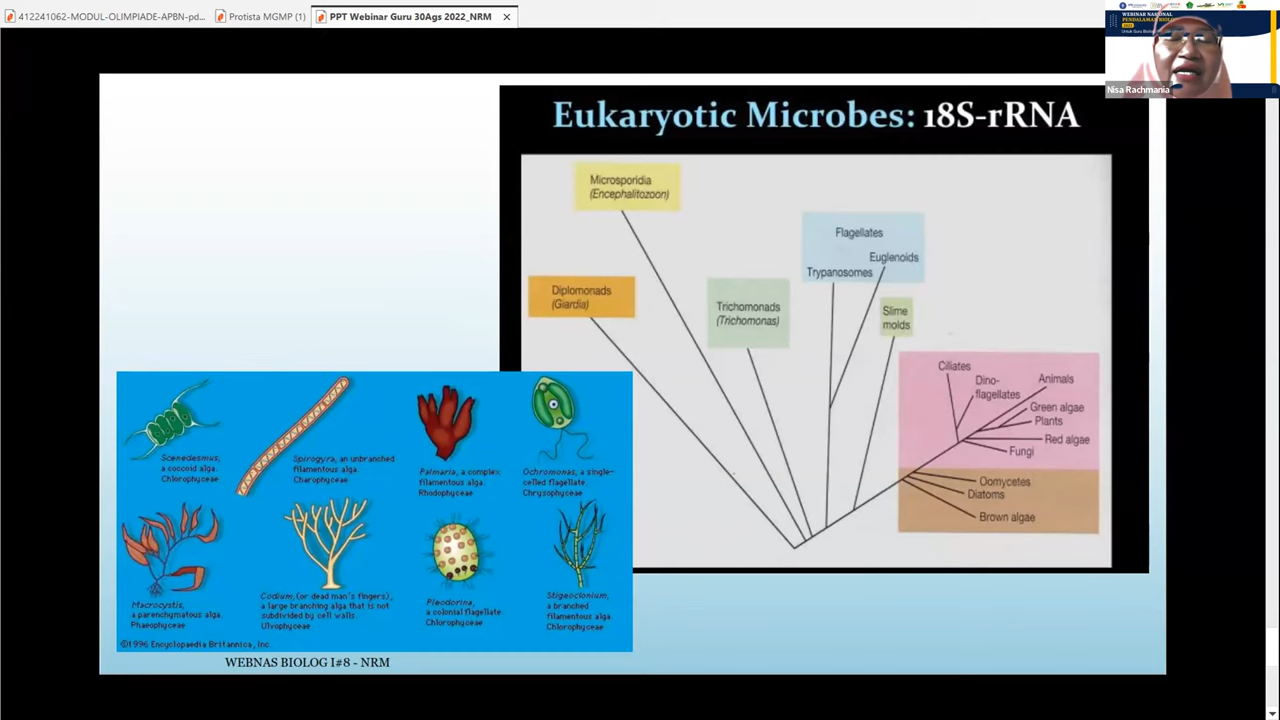 412241062-MODUL-OLIMPIADE-APBN-pd...
Protista MGMP (1)
PPT Webinar Guru 30Ags 2022_NRM
WEBINAR NASIONAL
Nisa Rachmania
Eukaryotic Microbes: 18S-rRNA
Microsporidia
(Encephalitozoon)
Diplomonads
(Giardia)
Trichomonads
(Trichomonas)
Flagellates
Euglenoids
Trypanosomes
Slime
molds
Ciliates
Dino-
flagellates
Animals
Green algae
Plants
Red algae
Fungi
Oomycetes
Diatoms
Brown algae
Scenedesmus,
a coccoid alga.
Chlorophyceae
Spirogyra, an unbranched
filamentous alga.
Charophyceae
Palmaria, a complex
filamentous alga.
Rhodophyceae
Ochromonas, a single-
celled flagellate.
Chrysophyceae
Macrocystis,
a parenchymatous alga.
Phaeophyceae
Codium, (or dead man's fingers),
a large branching alga that is not
subdivided by cell walls.
Ulvophyceae
Pleodorina,
a colonial flagellate.
Chlorophyceae
Stigeoclonium,
a branched
filamentous alga.
Chlorophyceae
©1996 Encyclopaedia Britannica, Inc.
WEBNAS BIOLOG I#8 - NRM